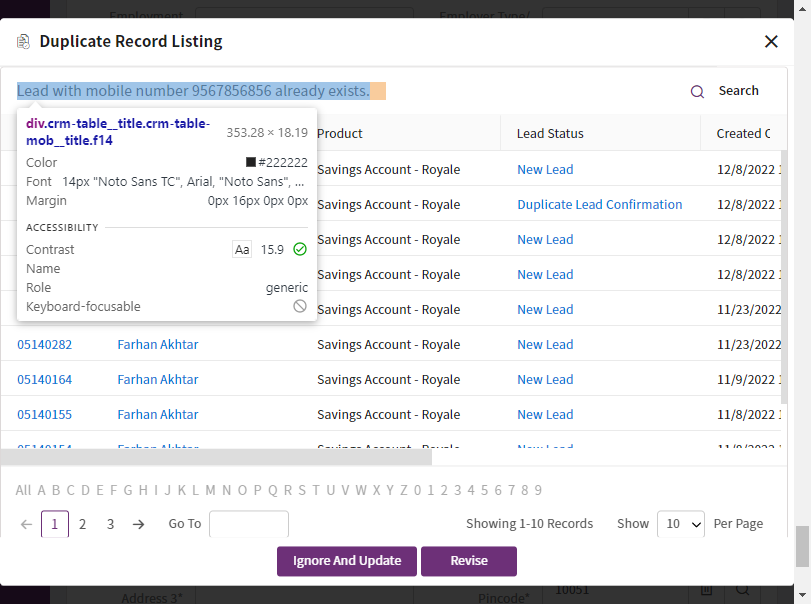 Employment
Employer Type/
Duplicate Record Listing
Lead with mobile number 9567856856 already exists.
Search
div.crm-table__title.crm-table-
mob__title.f14
353.28 × 18.19
Color #222222
Font 14px "Noto Sans TC", Arial, "Noto Sans", ...
Margin 0px 16px 0px 0px
ACCESSIBILITY
Contrast Aa 15.9
Name
Role generic
Keyboard-focusable
Product Lead Status Created
Savings Account - Royale New Lead 12/8/2022
Savings Account - Royale Duplicate Lead Confirmation 12/8/2022
Savings Account - Royale New Lead 12/8/2022
Savings Account - Royale New Lead 12/8/2022
Savings Account - Royale New Lead 11/23/2022
05140282 Farhan Akhtar Savings Account - Royale New Lead 11/23/2022
05140164 Farhan Akhtar Savings Account - Royale New Lead 11/9/2022
05140155 Farhan Akhtar Savings Account - Royale New Lead 11/8/2022
05140154 Farhan Akhtar Savings Account - Royale New Lead 11/8/2022
All A B C D E F G H I J K L M N O P Q R S T U V W X Y Z 0 1 2 3 4 5 6 7 8 9
← 1 2 3 → Go To Showing 1-10 Records Show 10 Per Page
Ignore And Update Revise
Address 3* Pincode* 10051